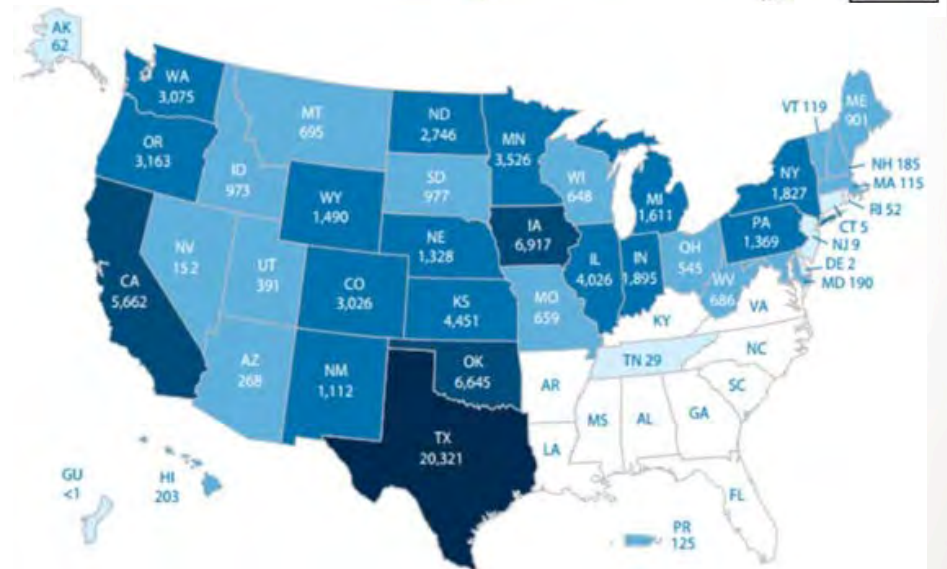 AK
62
WA
3,075
OR
3,163
CA
5,662
NV
152
ID
973
MT
695
WY
1,490
UT
391
AZ
268
CO
3,026
NM
1,112
ND
2,746
SD
977
NE
1,328
KS
4,451
OK
6,645
TX
20,321
MN
3,526
IA
6,917
MO
659
WI
648
IL
4,026
MI
1,611
IN
1,895
OH
545
WV
686
KY
VA
TN 29
NC
SC
AR
LA
MS
AL
GA
FL
PA
1,369
NY
1,827
VT 119
ME
901
NH 185
MA 115
RI 52
CT 5
NJ 9
DE 2
MD 190
GU
<1
HI
203
PR
125